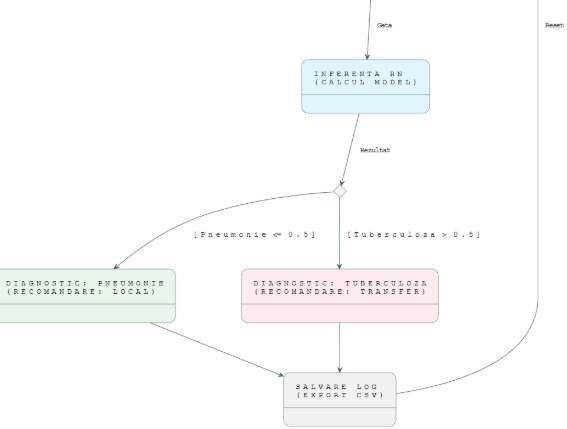 Gata
Reset
INFERENTA RN
(CALCUL MODEL)
Rezultat
[Pneumonie <= 0.5]
[Tuberculoza > 0.5]
DIAGNOSTIC: PNEUMONIE
(RECOMANDARE: LOCAL)
DIAGNOSTIC: TUBERCULOZA
(RECOMANDARE: TRANSFER)
SALVARE LOG
(EXPORT CSV)